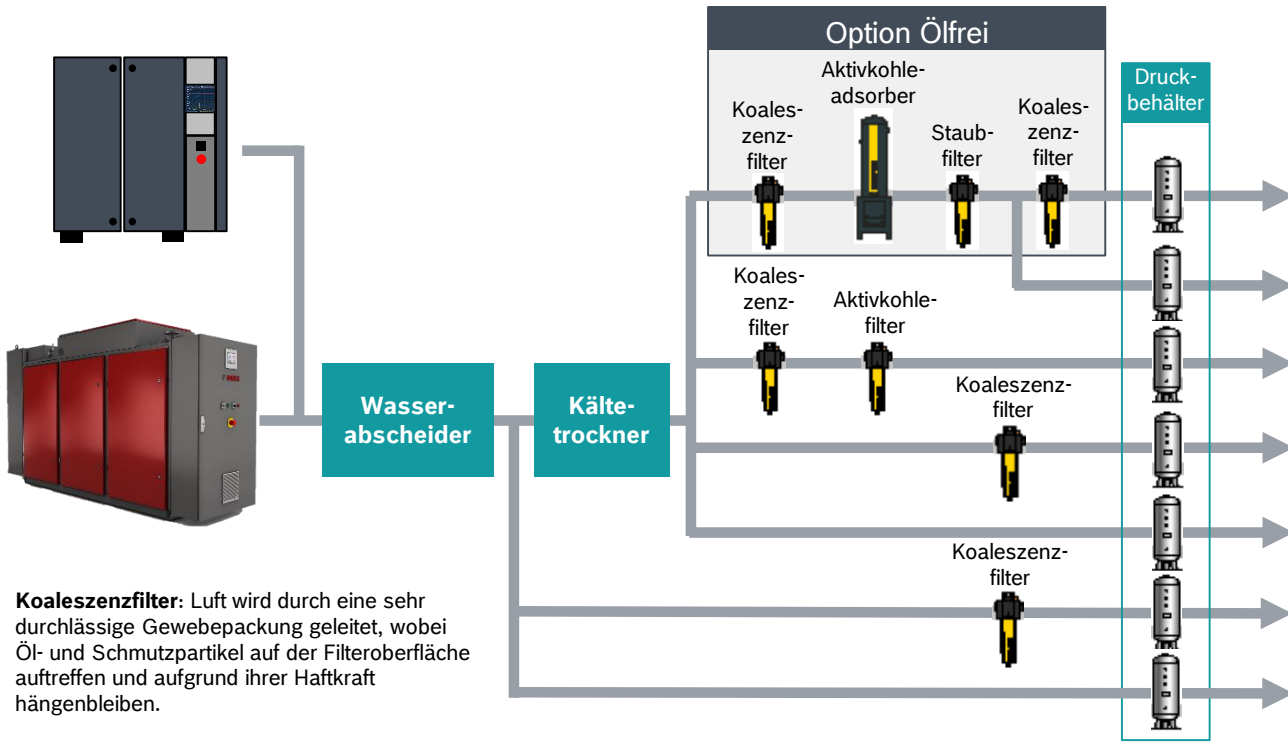 Option Ölfrei
Aktivkohle-
adsorber
Koales-
zenz-
filter
Staub-
filter
Koales-
zenz-
filter
Druck-
behälter
Koales-
zenz-
filter
Aktivkohle-
filter
Wasser-
abscheider
Kälte-
trockner
Koaleszenz-
filter
Koaleszenz-
filter
Koaleszenzfilter: Luft wird durch eine sehr
durchlässige Gewebepackung geleitet, wobei
Öl- und Schmutzpartikel auf der Filteroberfläche
auftreffen und aufgrund ihrer Haftkraft
hängenbleiben.